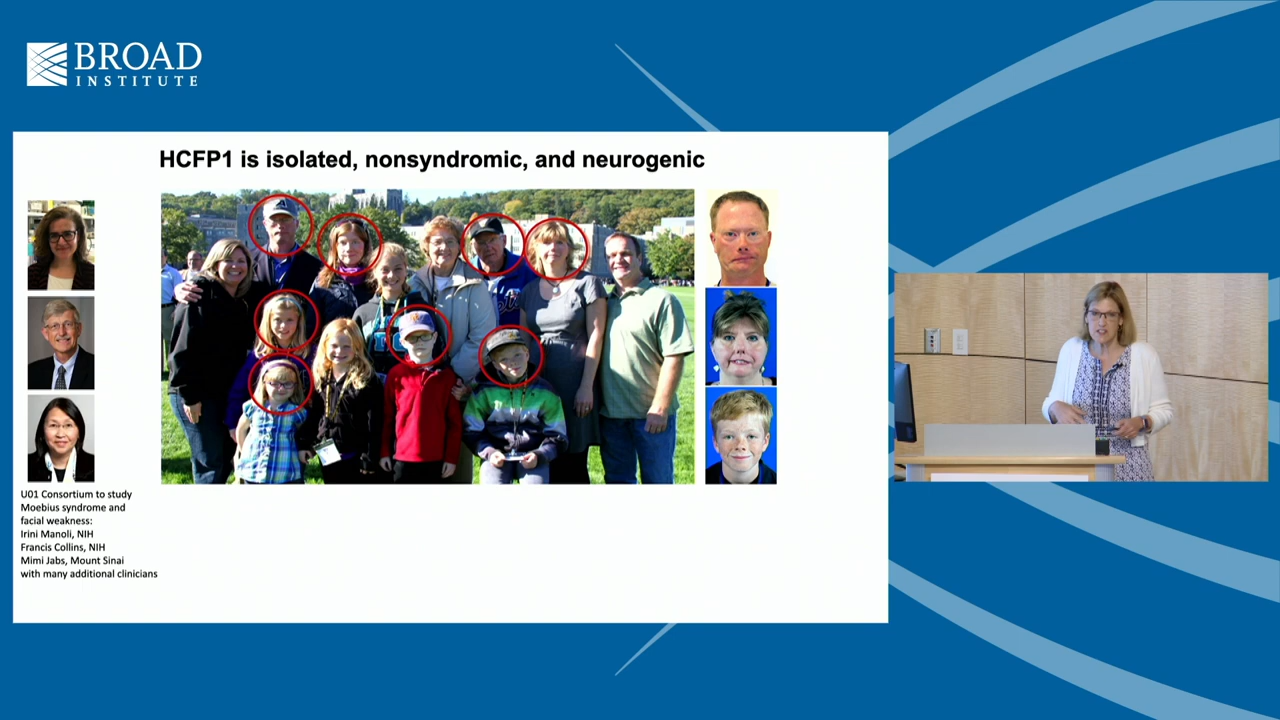 BROAD
INSTITUTE
HCFP1 is isolated, nonsyndromic, and neurogenic
U01 Consortium to study
Moebius syndrome and
facial weakness:
Irini Manoli, NIH
Francis Collins, NIH
Mimi Jabs, Mount Sinai
with many additional clinicians